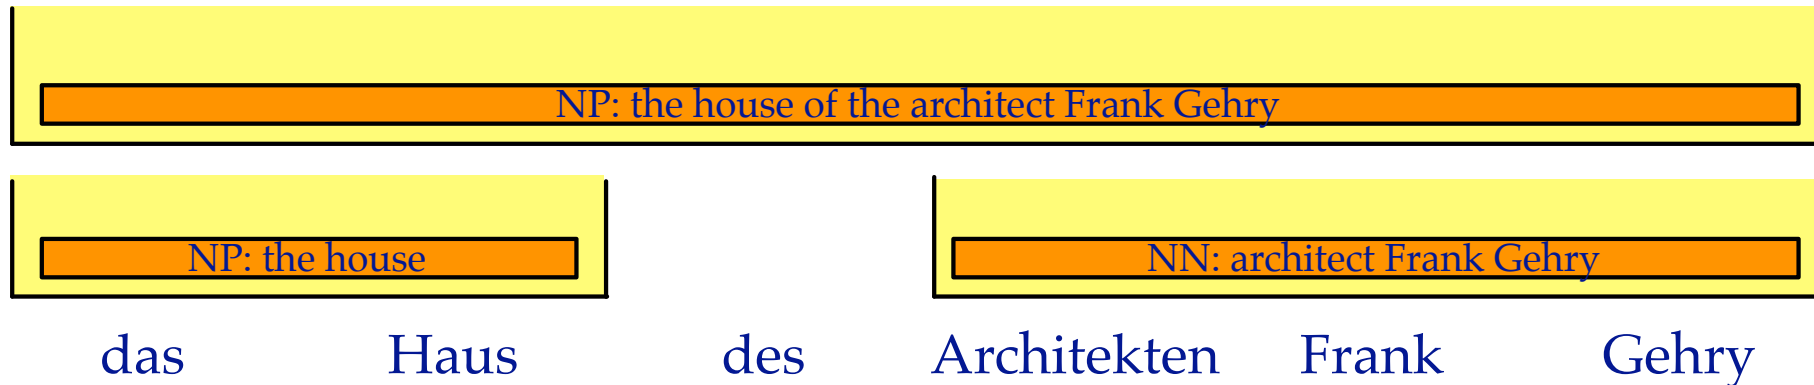 NP: the house of the architect Frank Gehry
NP: the house NN: architect Frank Gehry
das Haus des Architekten Frank Gehry